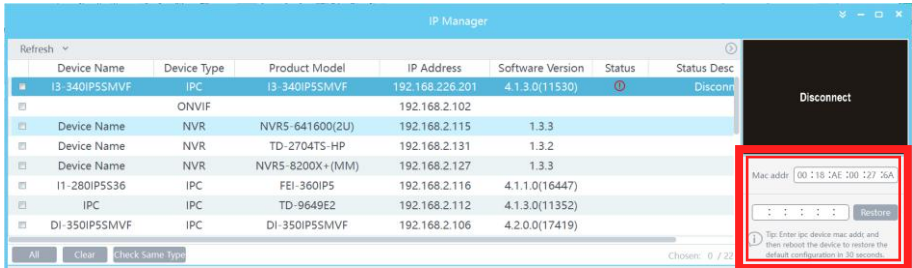 IP Manager
Refresh
Device Name Device Type Product Model IP Address Software Version Status Status Desc
I3-340IP5SMVF IPC I3-340IP5SMVF 192.168.226.201 4.1.3.0(11530) Disconn
ONVIF 192.168.2.102
Device Name NVR NVR5-641600(2U) 192.168.2.115 1.3.3
Device Name NVR TD-2704TS-HP 192.168.2.131 1.3.2
Device Name NVR NVR5-8200X+(MM) 192.168.2.127 1.3.3
I1-280IP5S36 IPC FEI-360IP5 192.168.2.116 4.1.1.0(16447)
IPC TD-9649E2 192.168.2.112 4.1.3.0(11352)
DI-350IP5SMVF IPC DI-350IP5SMVF 192.168.2.106 4.2.0.0(17419)
All Clear Check Same Type Chosen: 0 / 22
Disconnect
Mac addr 00 :18 :AE :00 :27 :6A
: : : : : Restore
Tip: Enter ipc device mac addr, and
then reboot the device to restore the
default configuration in 30 seconds.